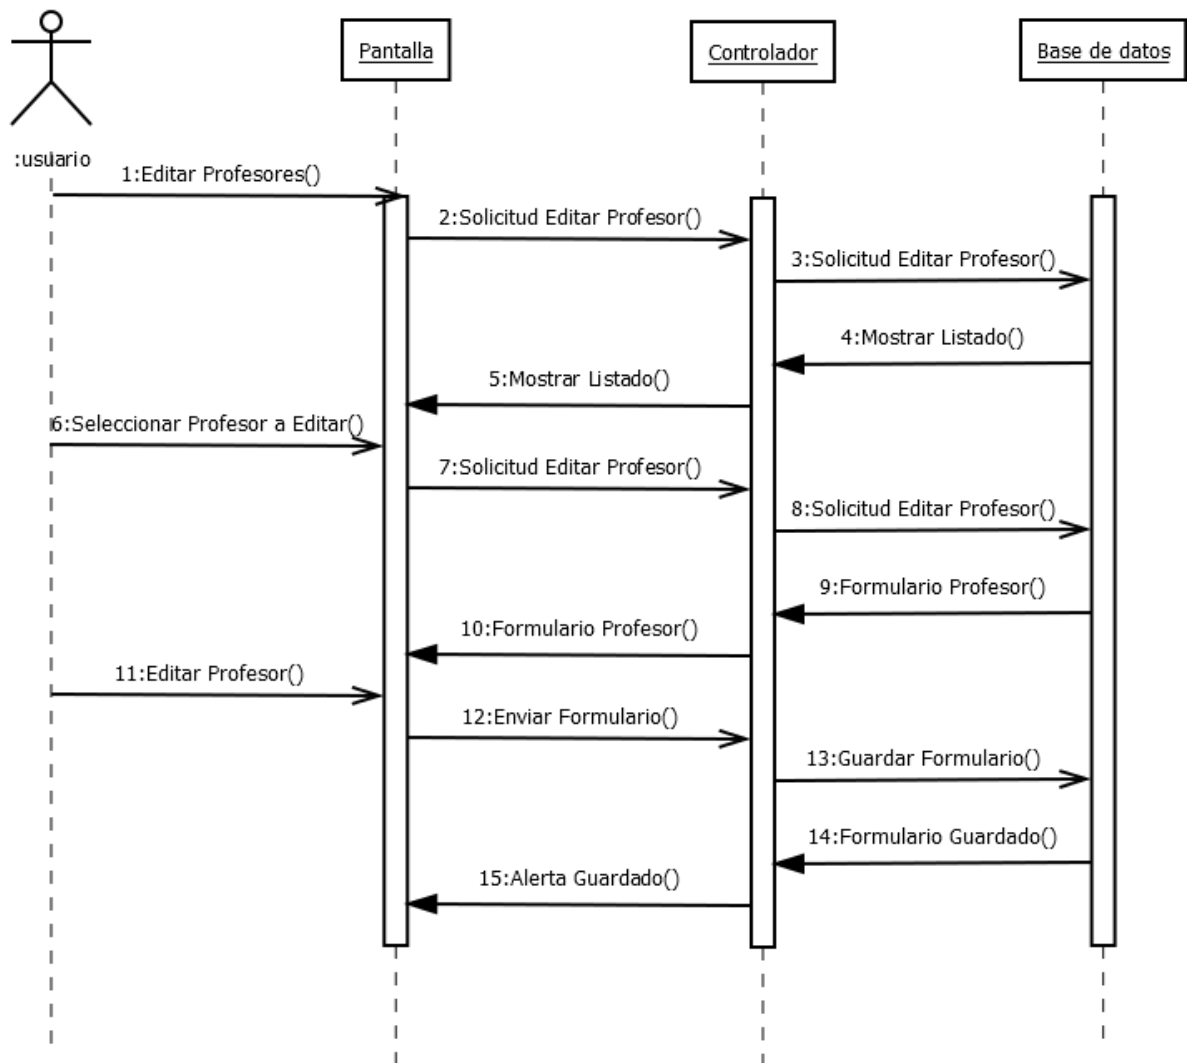 Pantalla
Controlador
Base de datos
:usuario
1:Editar Profesores()
2:Solicitud Editar Profesor()
3:Solicitud Editar Profesor()
4:Mostrar Listado()
5:Mostrar Listado()
6:Seleccionar Profesor a Editar()
7:Solicitud Editar Profesor()
8:Solicitud Editar Profesor()
9:Formulario Profesor()
10:Formulario Profesor()
11:Editar Profesor()
12:Enviar Formulario()
13:Guardar Formulario()
14:Formulario Guardado()
15:Alerta Guardado()